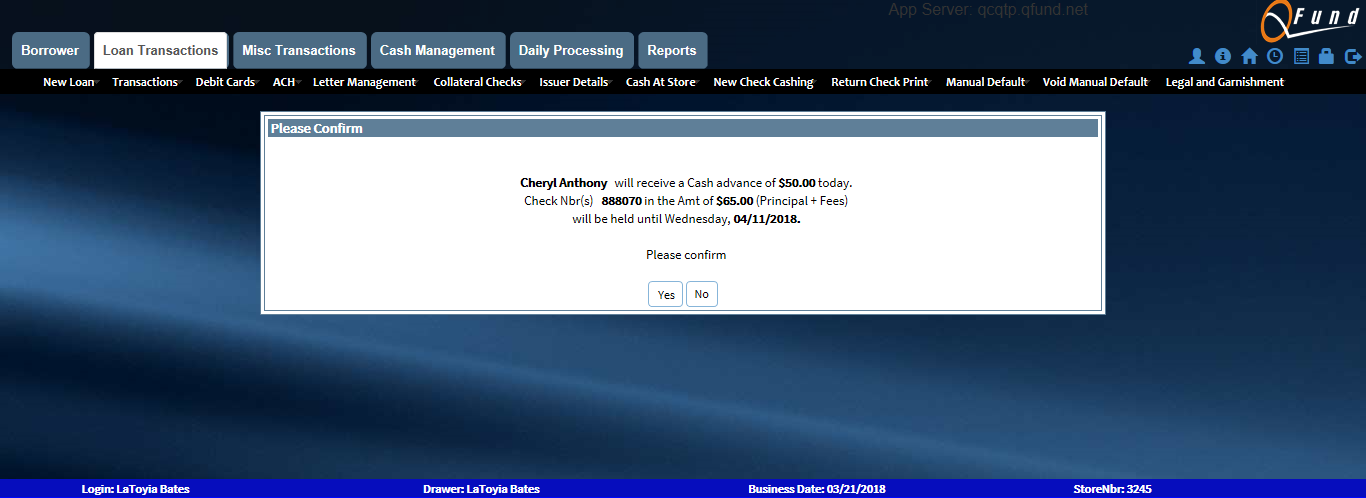 App Server: qcqtp.qfund.net
QFund
Borrower Loan Transactions Misc Transactions Cash Management Daily Processing Reports
New Loan Transactions Debit Cards ACH Letter Management Collateral Checks Issuer Details Cash At Store New Check Cashing Return Check Print Manual Default Void Manual Default Legal and Garnishment
Please Confirm
Cheryl Anthony will receive a Cash advance of $50.00 today.
Check Nbr(s) 888070 in the Amt of $65.00 (Principal + Fees)
will be held until Wednesday, 04/11/2018.
Please confirm
Yes No
Login: LaToyia Bates Drawer: LaToyia Bates Business Date: 03/21/2018 StoreNbr: 3245